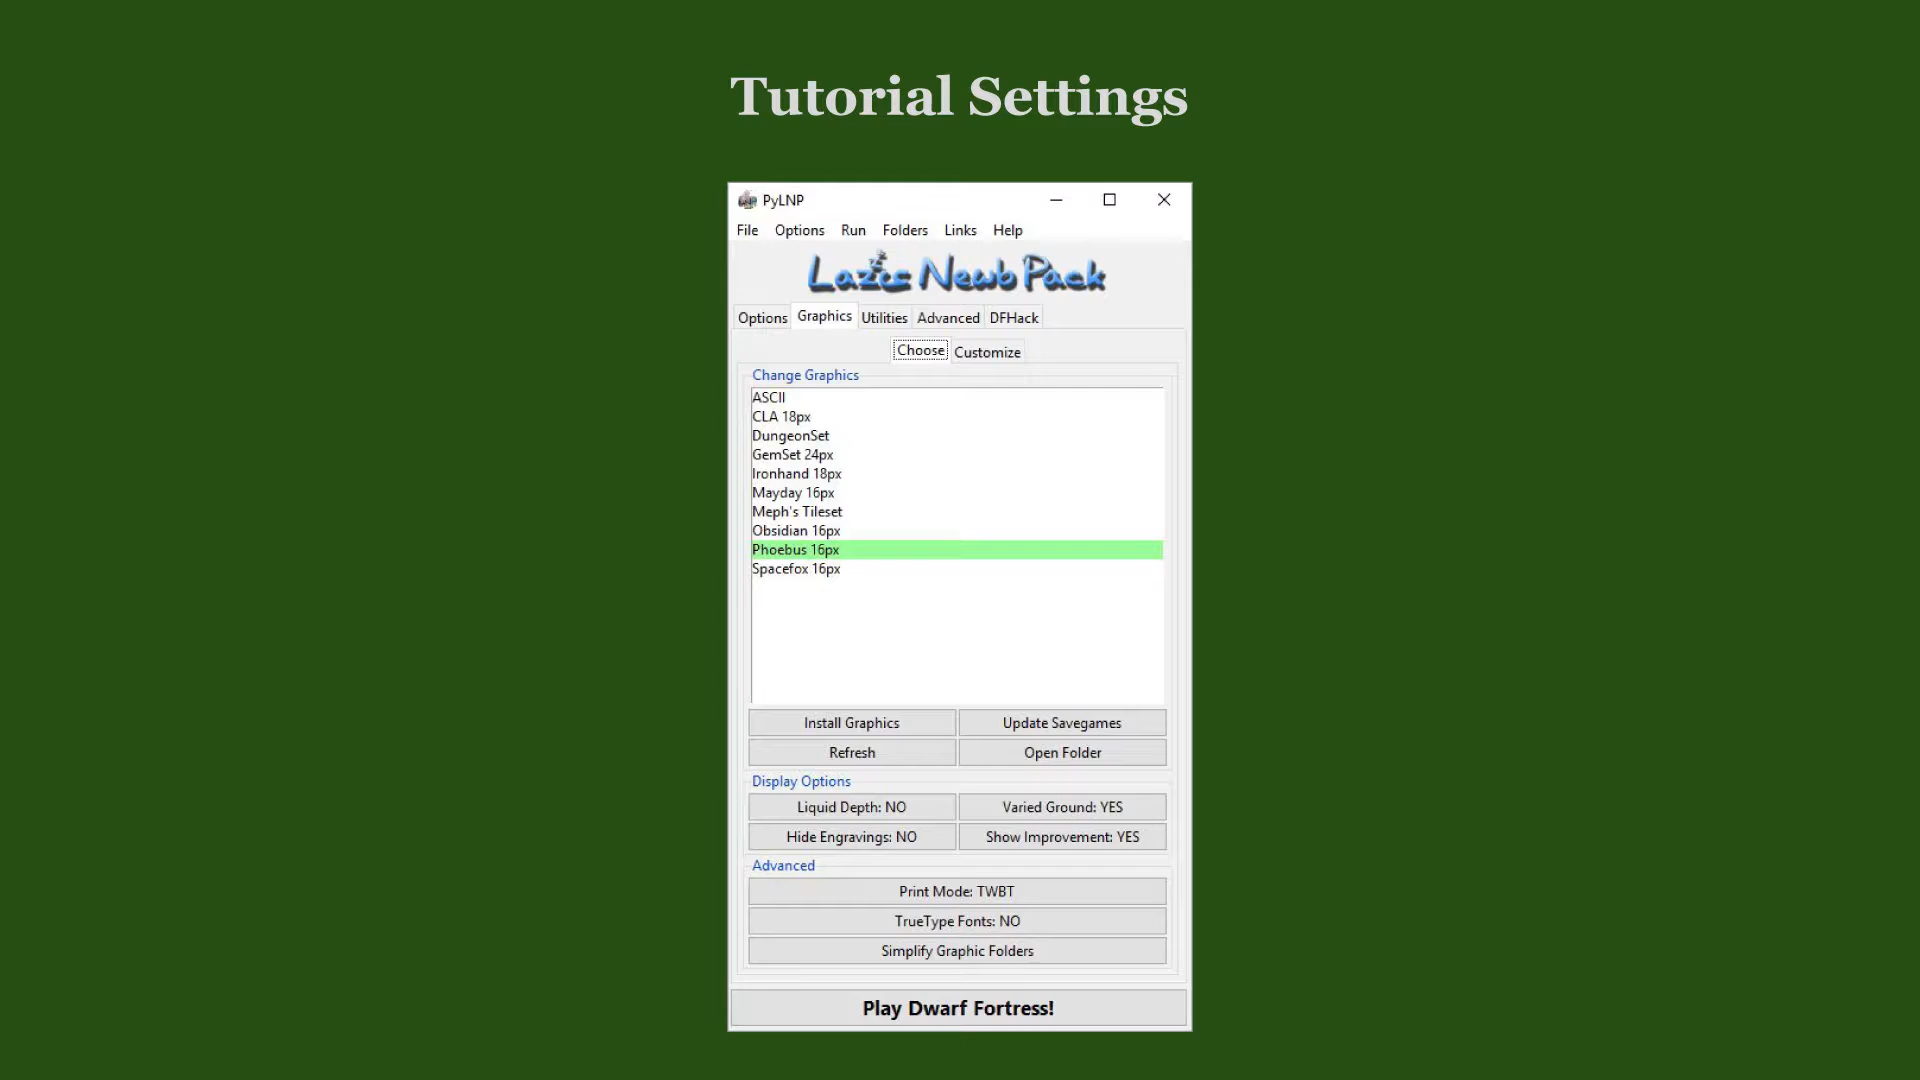 Tutorial Settings
PyLNP
File Options Run Folders Links Help
Lazy Newb Pack
Options Graphics Utilities Advanced DFHack
Choose Customize
Change Graphics
ASCII
CLA 18px
DungeonSet
GemSet 24px
Ironhand 18px
Mayday 16px
Meph's Tileset
Obsidian 16px
Phoebus 16px
Spacefox 16px
Install Graphics Update Savegames
Refresh Open Folder
Display Options
Liquid Depth: NO Varied Ground: YES
Hide Engravings: NO Show Improvement: YES
Advanced
Print Mode: TWBT
TrueType Fonts: NO
Simplify Graphic Folders
Play Dwarf Fortress!